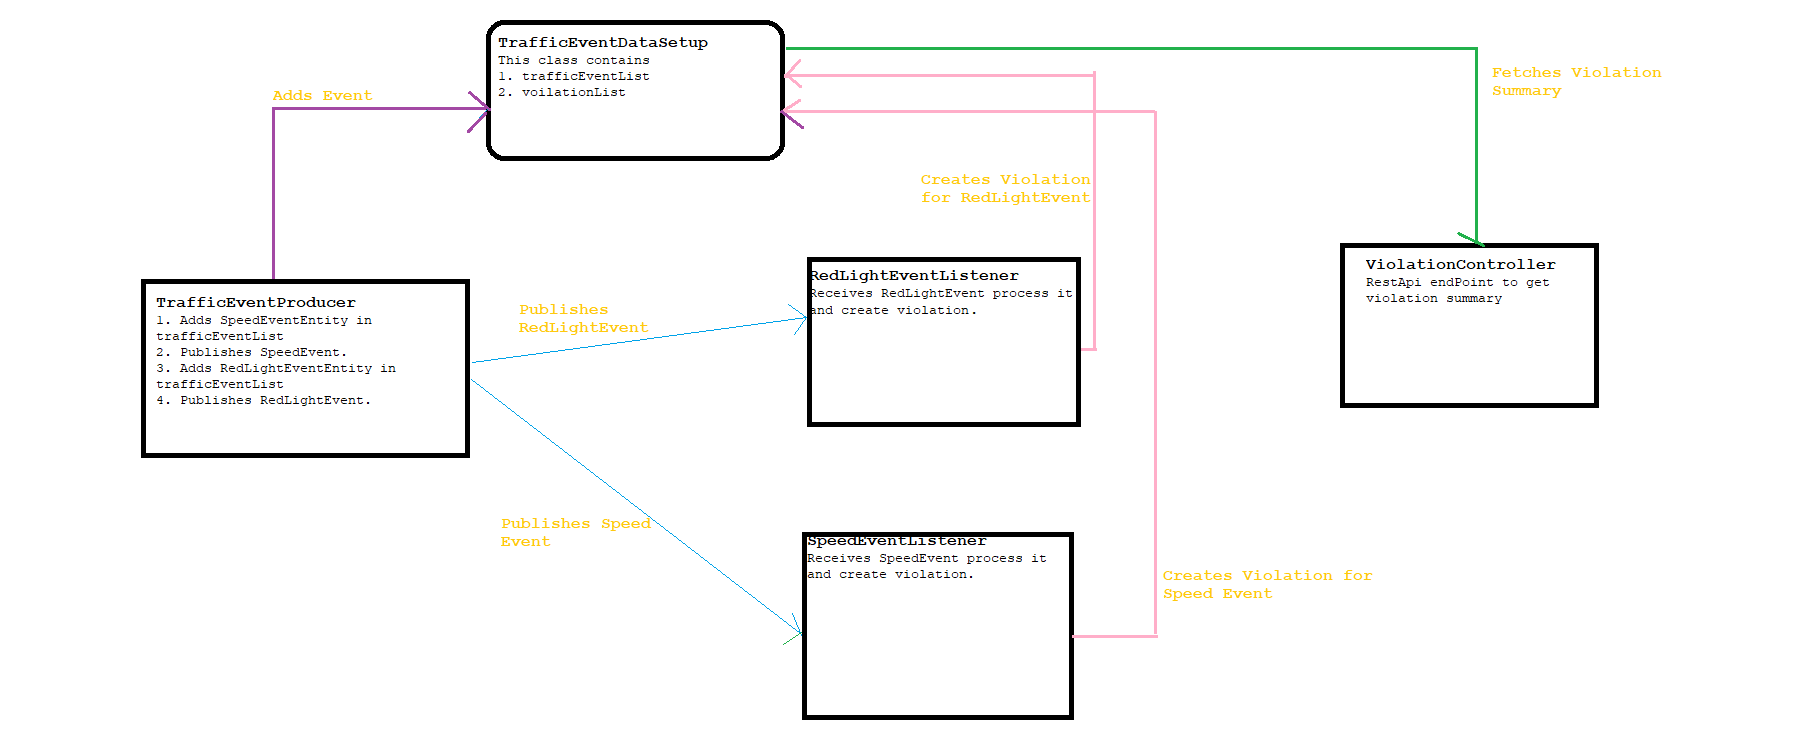 TrafficEventDataSetup
This class contains
1. trafficEventList
2. voilationList
Adds Event
Fetches Violation
Summary
Creates Violation
for RedLightEvent
TrafficEventProducer
1. Adds SpeedEventEntity in
trafficEventList
2. Publishes SpeedEvent.
3. Adds RedLightEventEntity in
trafficEventList
4. Publishes RedLightEvent.
Publishes
RedLightEvent
RedLightEventListener
Receives RedLightEvent process it
and create violation.
ViolationController
RestApi endPoint to get
violation summary
Publishes Speed
Event
SpeedEventListener
Receives SpeedEvent process it
and create violation.
Creates Violation for
Speed Event